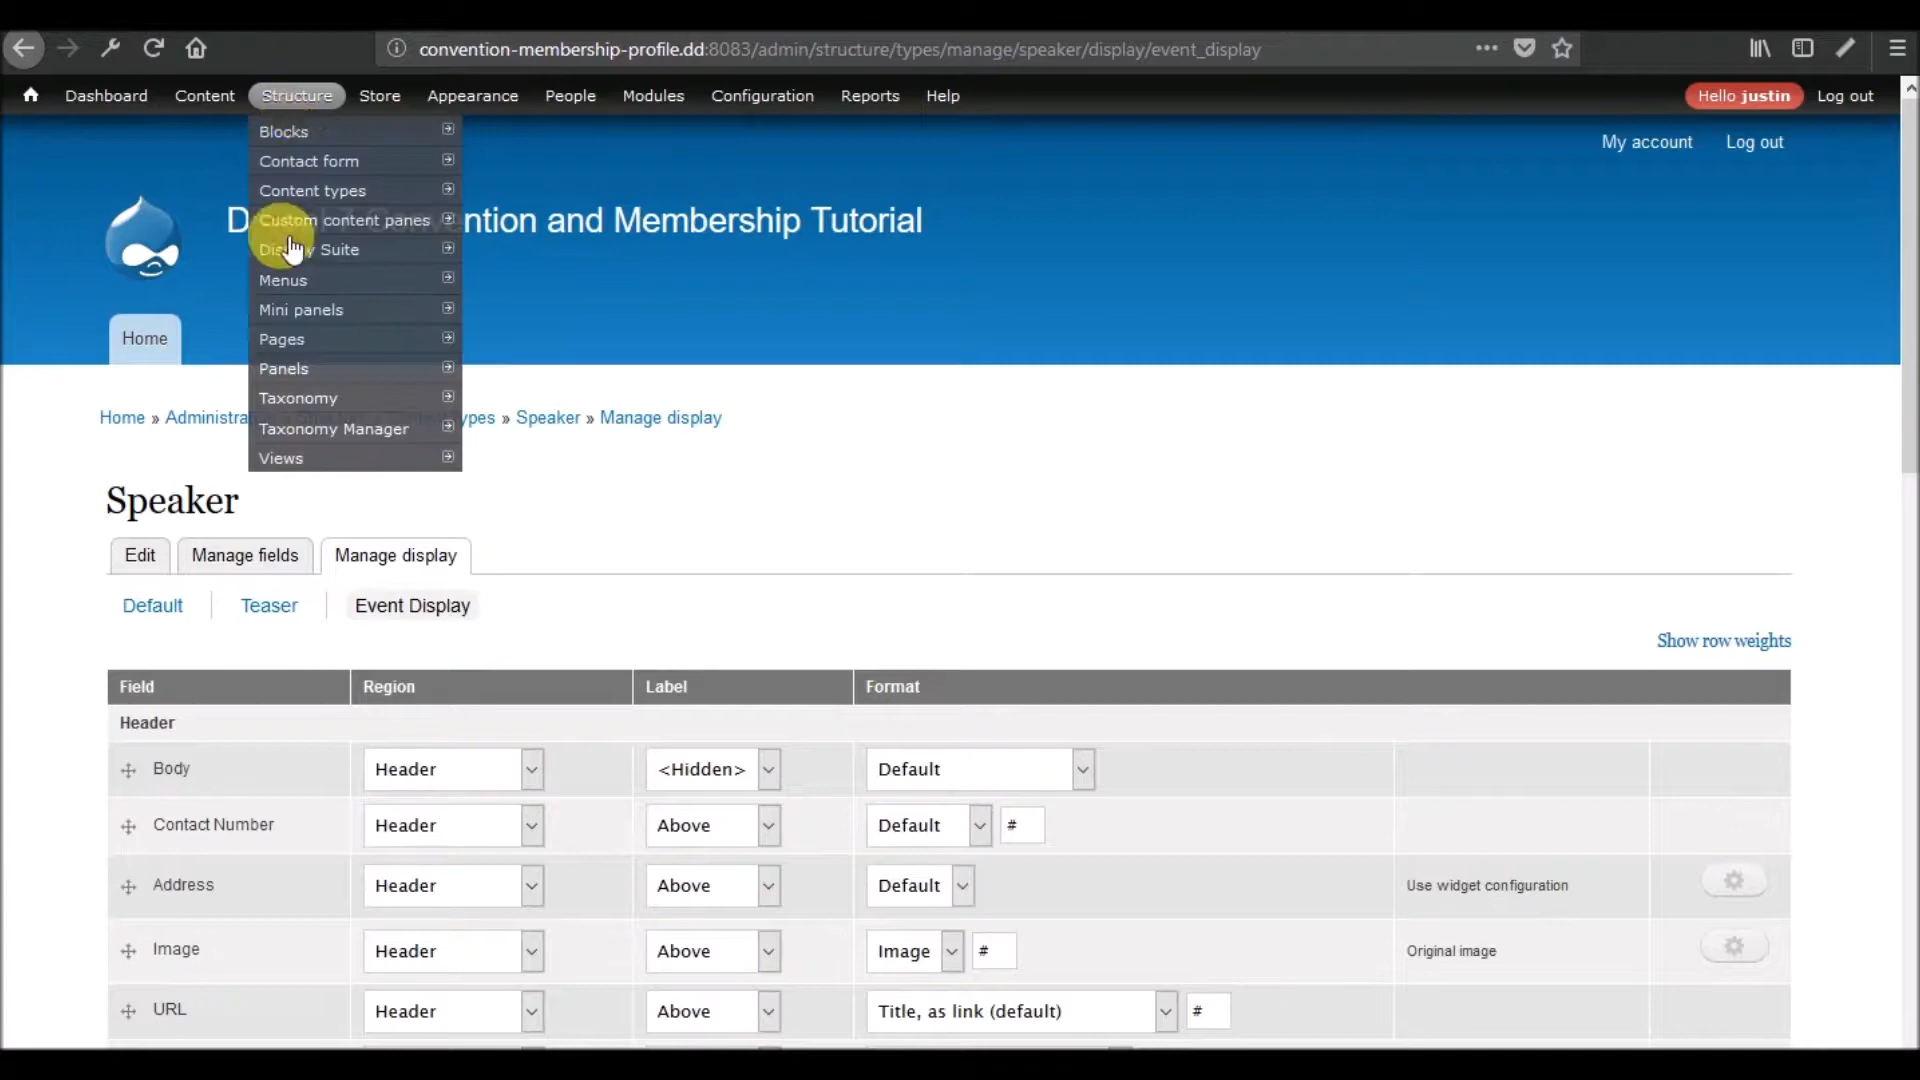 convention-membership-profile.dd:8083/admin/structure/types/manage/speaker/display/event_display
Dashboard Content Structure Store Appearance People Modules Configuration Reports Help Hello justin Log out
My account Log out
Blocks
Contact form
Content types
Custom content panes
Display Suite
Menus
Mini panels
Pages
Panels
Taxonomy
Taxonomy Manager
Views
ntion and Membership Tutorial
Home
Home » Administra ypes » Speaker » Manage display
Speaker
Edit Manage fields Manage display
Default Teaser Event Display
Show row weights
Field Region Label Format
Header
Body Header <Hidden> Default
Contact Number Header Above Default #
Address Header Above Default Use widget configuration
Image Header Above Image # Original image
URL Header Above Title, as link (default) #